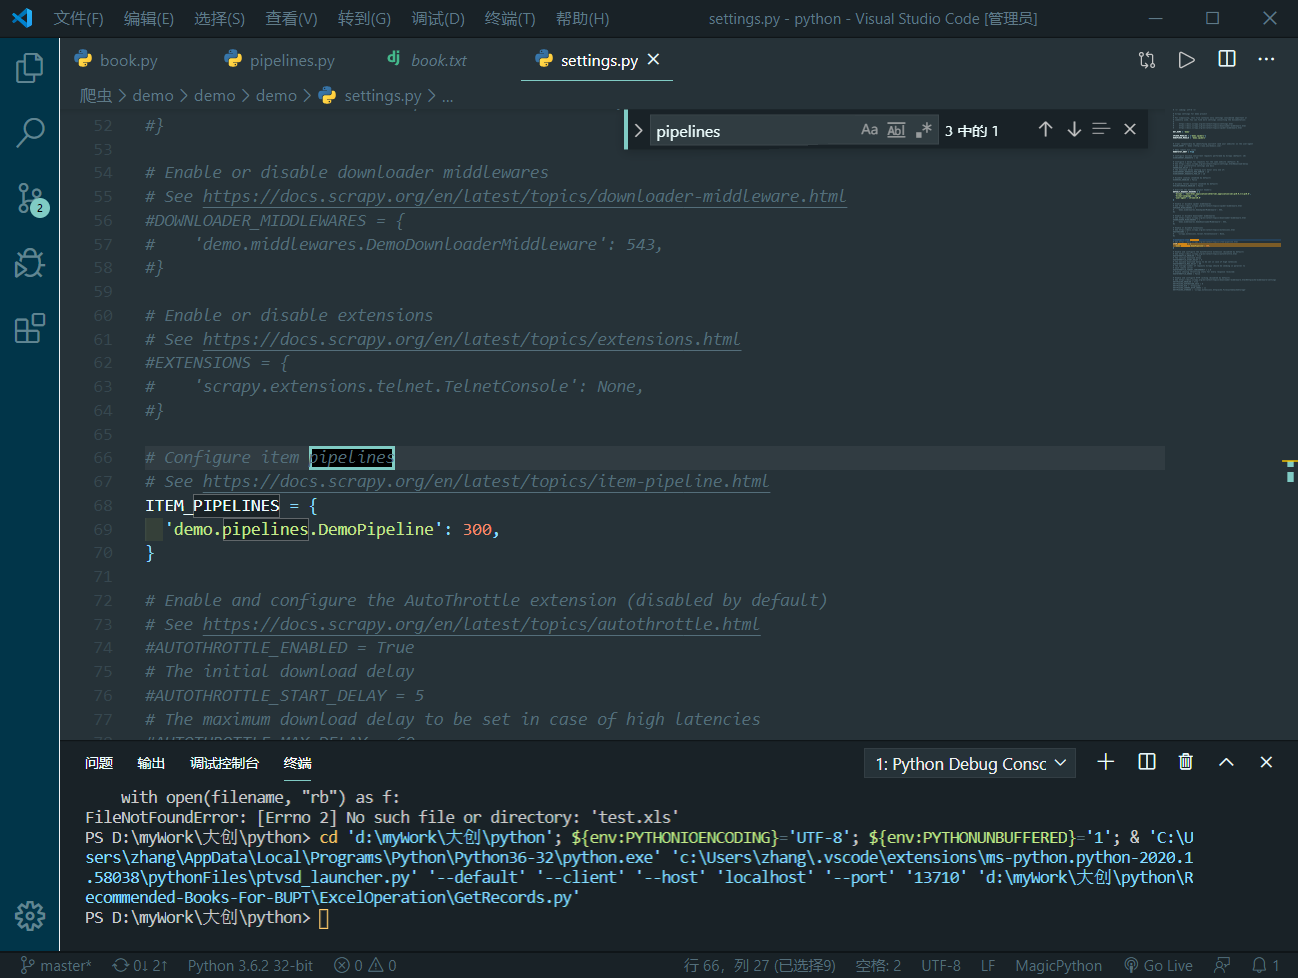 文件(F) 编辑(E) 选择(S) 查看(V) 转到(G) 调试(D) 终端(T) 帮助(H) settings.py - python - Visual Studio Code [管理员]
book.py pipelines.py book.txt settings.py
爬虫 > demo > demo > demo > settings.py > ...
pipelines Aa Abl .* 3 中的 1
52 #}
53
54 # Enable or disable downloader middlewares
55 # See https://docs.scrapy.org/en/latest/topics/downloader-middleware.html
56 #DOWNLOADER_MIDDLEWARES = {
57 #    'demo.middlewares.DemoDownloaderMiddleware': 543,
58 #}
59
60 # Enable or disable extensions
61 # See https://docs.scrapy.org/en/latest/topics/extensions.html
62 #EXTENSIONS = {
63 #    'scrapy.extensions.telnet.TelnetConsole': None,
64 #}
65
66 # Configure item pipelines
67 # See https://docs.scrapy.org/en/latest/topics/item-pipeline.html
68 ITEM_PIPELINES = {
69   'demo.pipelines.DemoPipeline': 300,
70 }
71
72 # Enable and configure the AutoThrottle extension (disabled by default)
73 # See https://docs.scrapy.org/en/latest/topics/autothrottle.html
74 #AUTOTHROTTLE_ENABLED = True
75 # The initial download delay
76 #AUTOTHROTTLE_START_DELAY = 5
77 # The maximum download delay to be set in case of high latencies
2
问题 输出 调试控制台 终端 1: Python Debug Consc
with open(filename, "rb") as f:
FileNotFoundError: [Errno 2] No such file or directory: 'test.xls'
PS D:\myWork\大创\python> cd 'd:\myWork\大创\python'; ${env:PYTHONIOENCODING}='UTF-8'; ${env:PYTHONUNBUFFERED}='1'; & 'C:\U
sers\zhang\AppData\Local\Programs\Python\Python36-32\python.exe' 'c:\Users\zhang\.vscode\extensions\ms-python.python-2020.1
.58038\pythonFiles\ptvsd_launcher.py' '--default' '--client' '--host' 'localhost' '--port' '13710' 'd:\myWork\大创\python\R
ecommended-Books-For-BUPT\ExcelOperation\GetRecords.py'
PS D:\myWork\大创\python>
master* 0↓ 2↑ Python 3.6.2 32-bit 0 0 行 66，列 27 (已选择9) 空格: 2 UTF-8 LF MagicPython Go Live 1